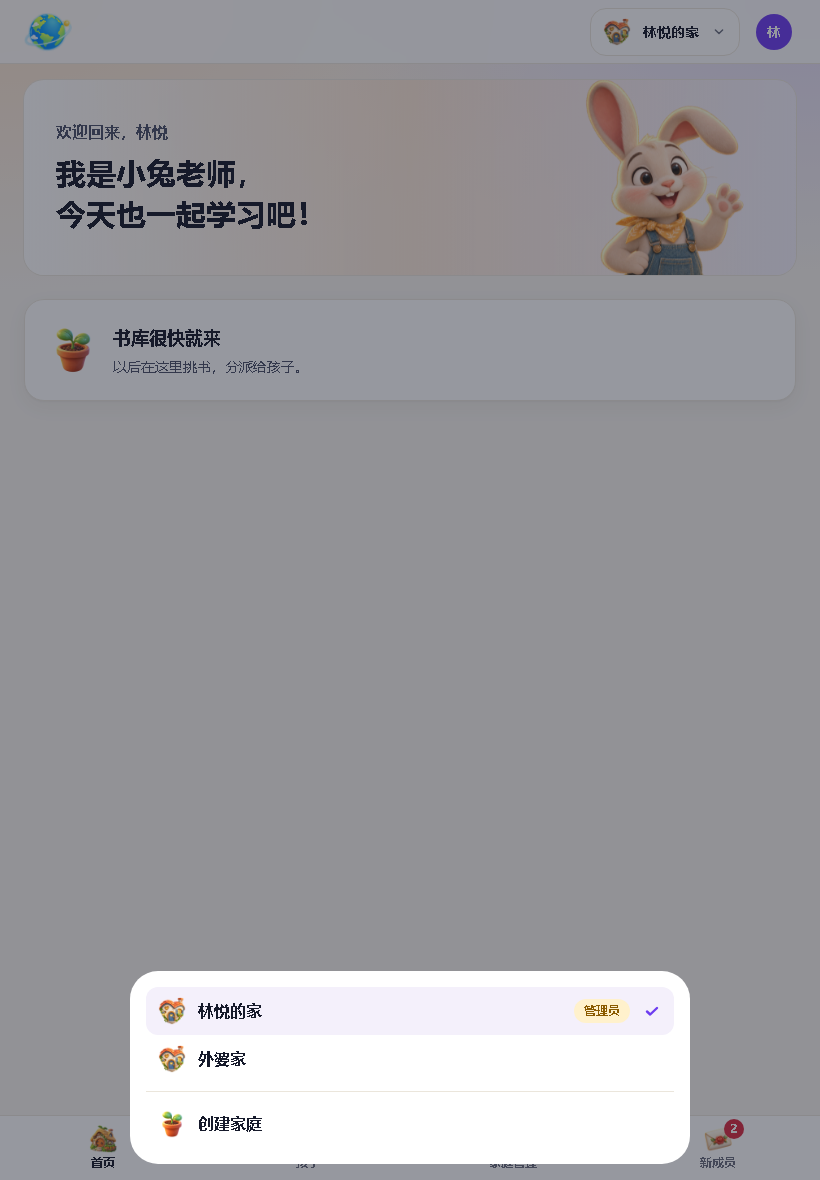 林悦的家
林
欢迎回来，林悦
我是小兔老师，
今天也一起学习吧！
书库很快就来
以后在这里挑书，分派给孩子。
林悦的家
管理员
外婆家
创建家庭
首页
2
新成员